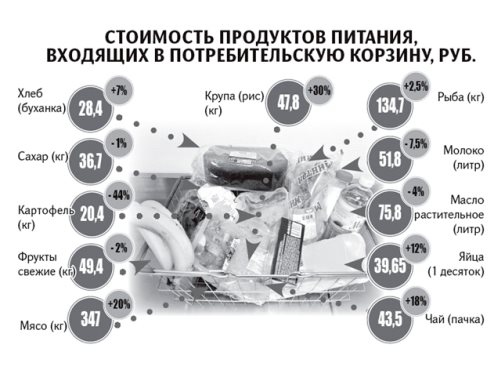 СТОИМОСТЬ ПРОДУКТОВ ПИТАНИЯ,
ВХОДЯЩИХ В ПОТРЕБИТЕЛЬСКУЮ КОРЗИНУ, РУБ.
Хлеб
(буханка)
28,4
+7%
Крупа (рис)
(кг)
47,8
+30%
134,7
+2,5%
Рыба (кг)
Сахар (кг)
36,7
- 1%
51,8
- 7,5%
Молоко
(литр)
Картофель
(кг)
20,4
- 44%
75,8
- 4%
Масло
растительное
(литр)
Фрукты
свежие (кг)
49,4
- 2%
39,65
+12%
Яйца
(1 десяток)
Мясо (кг)
347
+20%
43,5
+18%
Чай (пачка)